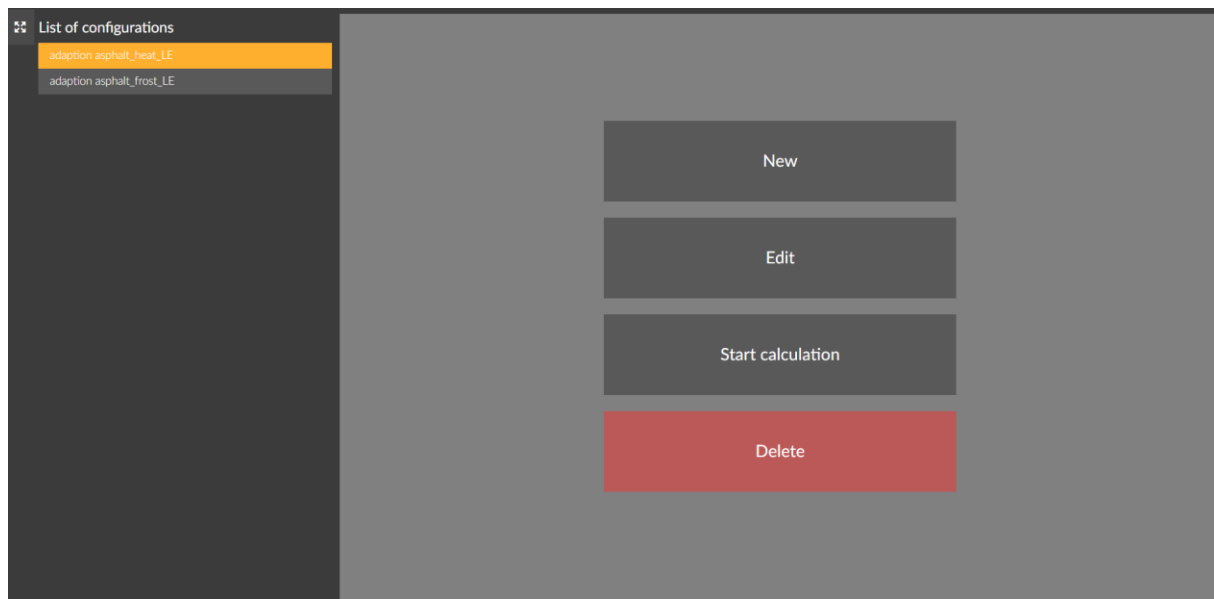 List of configurations
adaption asphalt_heat_LE
adaption asphalt_frost_LE
New
Edit
Start calculation
Delete